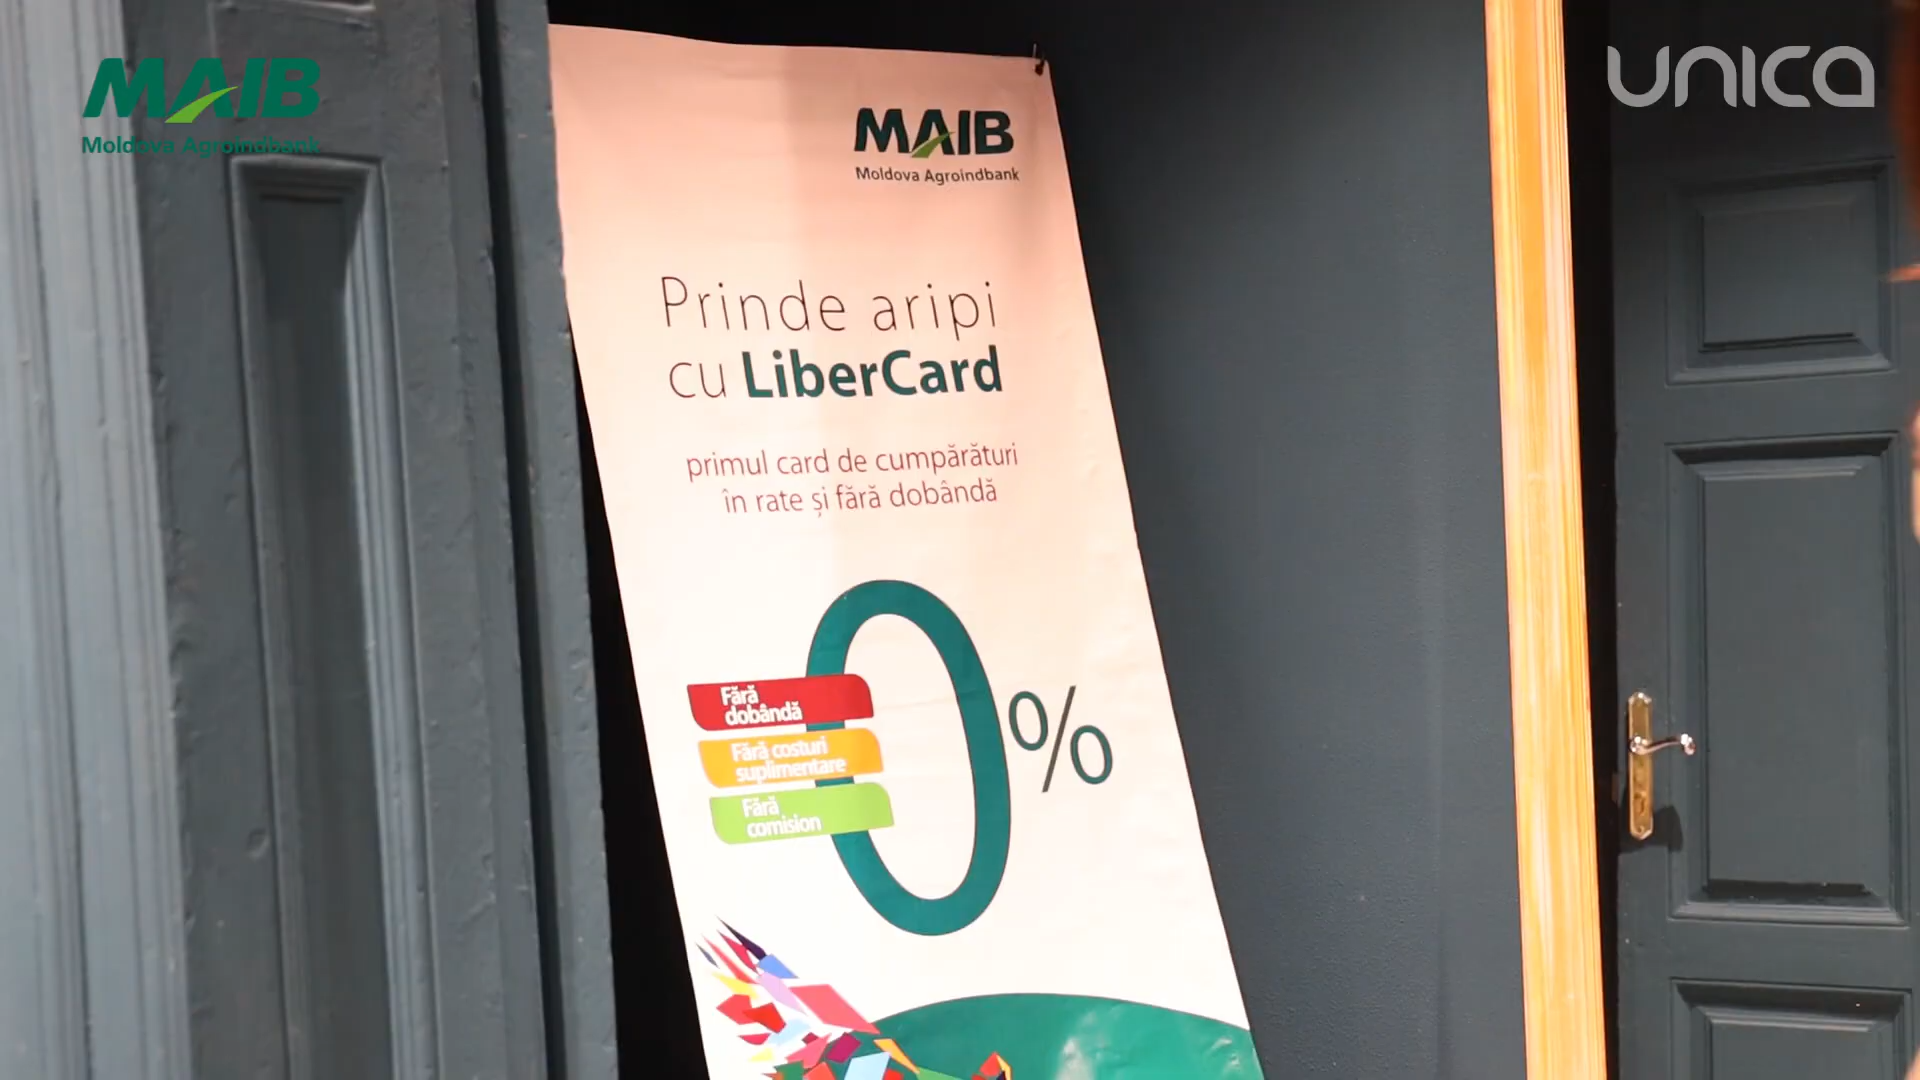 MAIB
Moldova Agroindbank
unica
MAIB
Moldova Agroindbank
Prinde aripi
cu LiberCard
primul card de cumpărături
în rate și fără dobândă
0%
Fără
dobândă
Fără costuri
suplimentare
Fără
comision